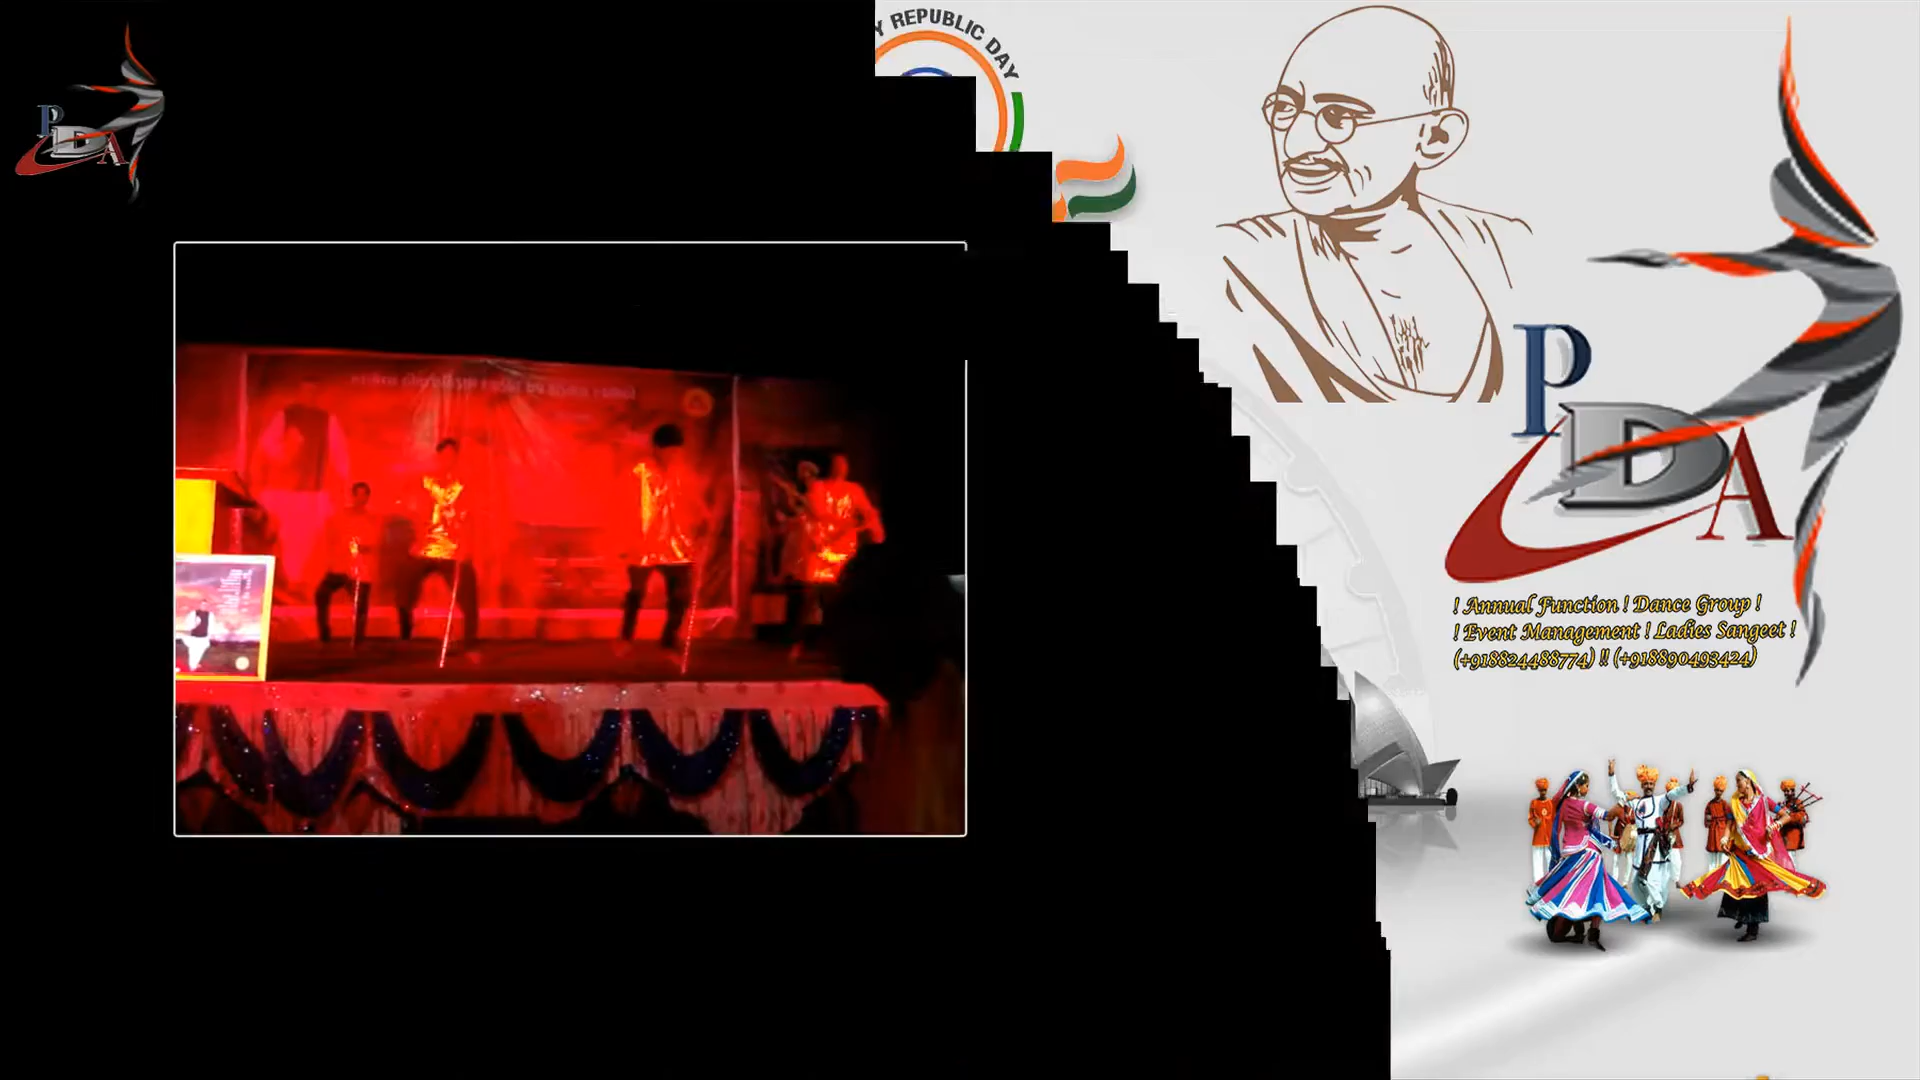 PDA
Y REPUBLIC DAY
PDA
! Annual Function ! Dance Group !
! Event Management ! Ladies Sangeet !
(+918824488774) !! (+918890493424)